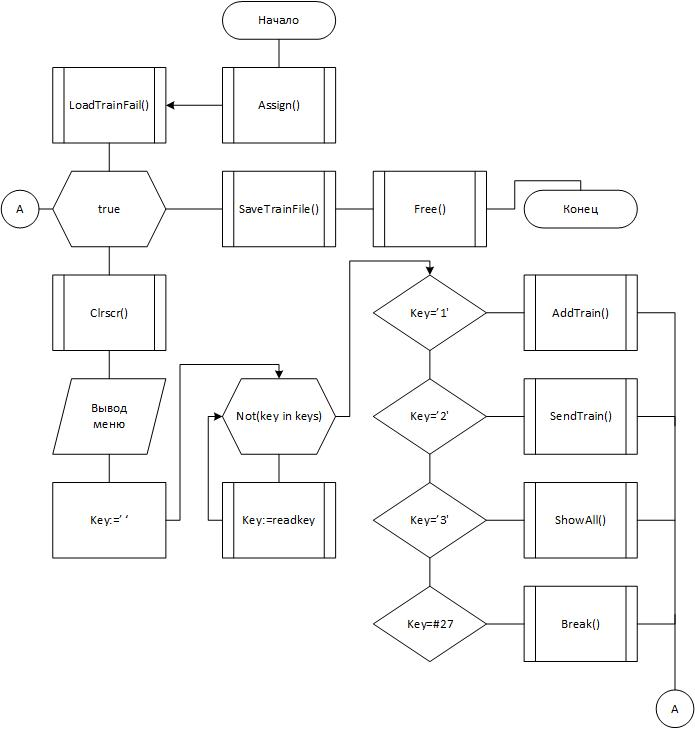 Начало
LoadTrainFail()
Assign()
A
true
SaveTrainFile()
Free()
Конец
Clrscr()
Key='1'
AddTrain()
Вывод
меню
Not(key in keys)
Key='2'
SendTrain()
Key:=' '
Key:=readkey
Key='3'
ShowAll()
Key=#27
Break()
A